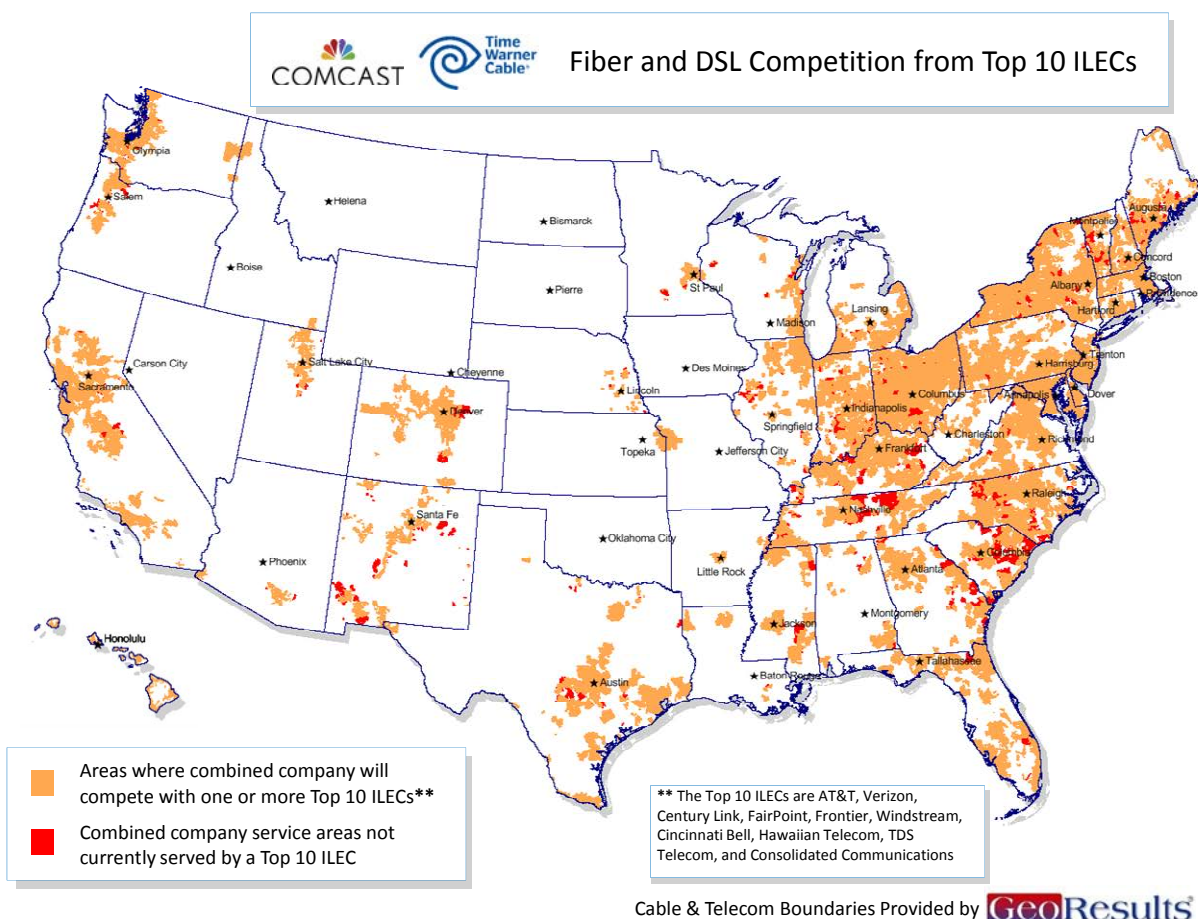 COMCAST
Time
Warner
Cable
Fiber and DSL Competition from Top 10 ILECs
Olympia
Salem
Helena
Bismarck
Boise
Pierre
St Paul
Madison
Lansing
Montpelier
Augusta
Concord
Albany
Boston
Providence
Hartford
Carson City
Sacramento
Salt Lake City
Cheyenne
Denver
Lincoln
Des Moines
Topeka
Jefferson City
Springfield
Indianapolis
Columbus
Harrisburg
Trenton
Annapolis
Dover
Charleston
Frankfort
Richmond
Raleigh
Nashville
Santa Fe
Phoenix
Oklahoma City
Little Rock
Columbia
Atlanta
Montgomery
Jackson
Tallahassee
Baton Rouge
Austin
Honolulu
Areas where combined company will
compete with one or more Top 10 ILECs**
Combined company service areas not
currently served by a Top 10 ILEC
** The Top 10 ILECs are AT&T, Verizon,
Century Link, FairPoint, Frontier, Windstream,
Cincinnati Bell, Hawaiian Telecom, TDS
Telecom, and Consolidated Communications
Cable & Telecom Boundaries Provided by GeoResults